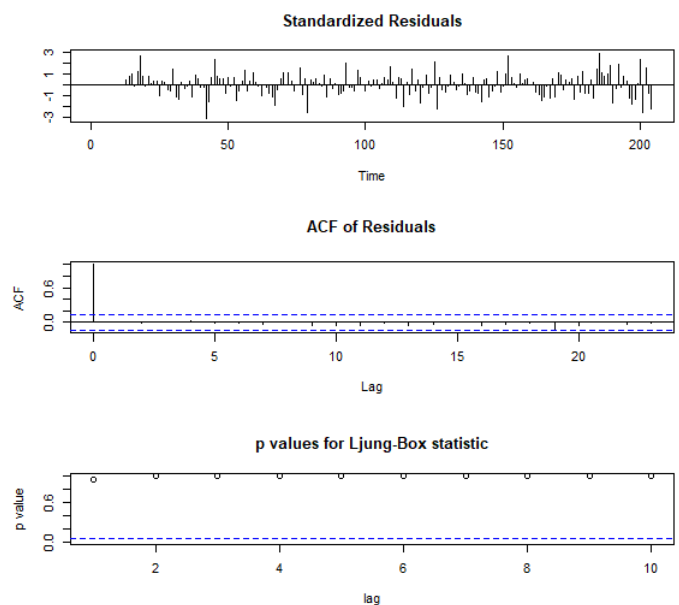 Standardized Residuals
3
1
-1
-3
0 50 100 150 200
Time
ACF of Residuals
ACF
0.6
0.0
0 5 10 15 20
Lag
p values for Ljung-Box statistic
p value
0.6
0.0
2 4 6 8 10
lag